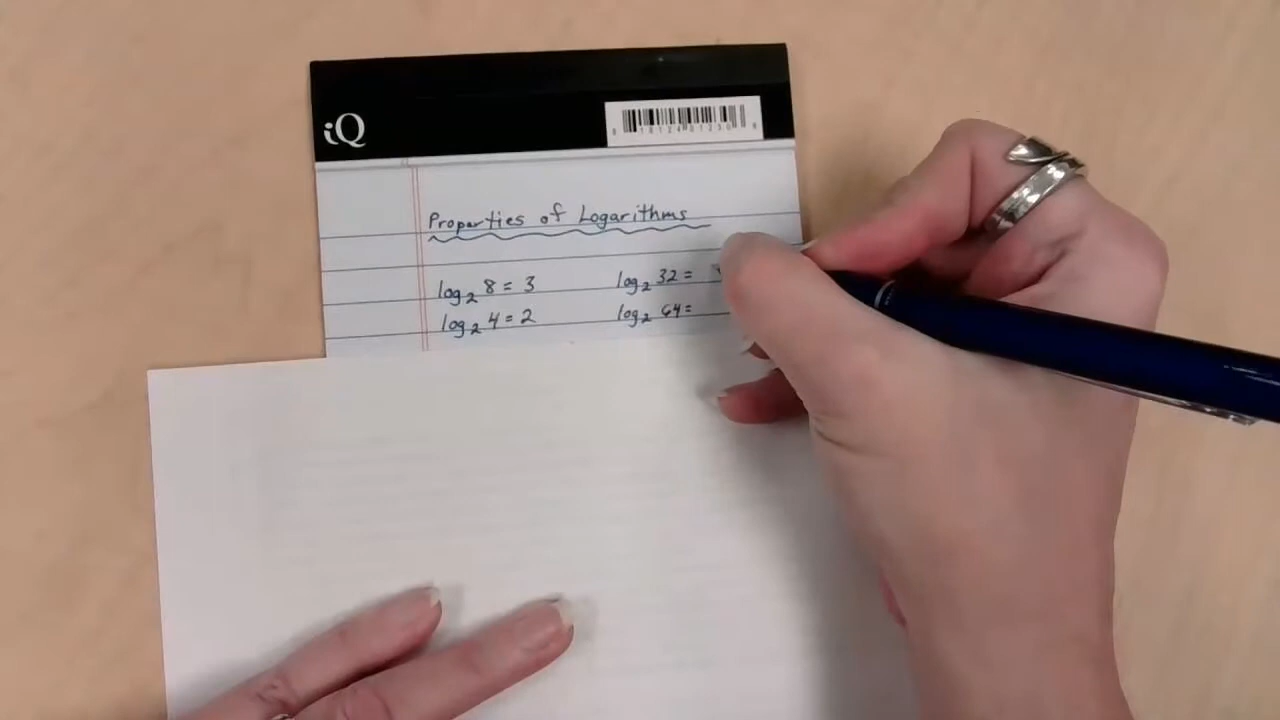 iQ
Properties of Logarithms
log₂ 8 = 3 log₂ 32 =
log₂ 4 = 2 log₂ 64 =